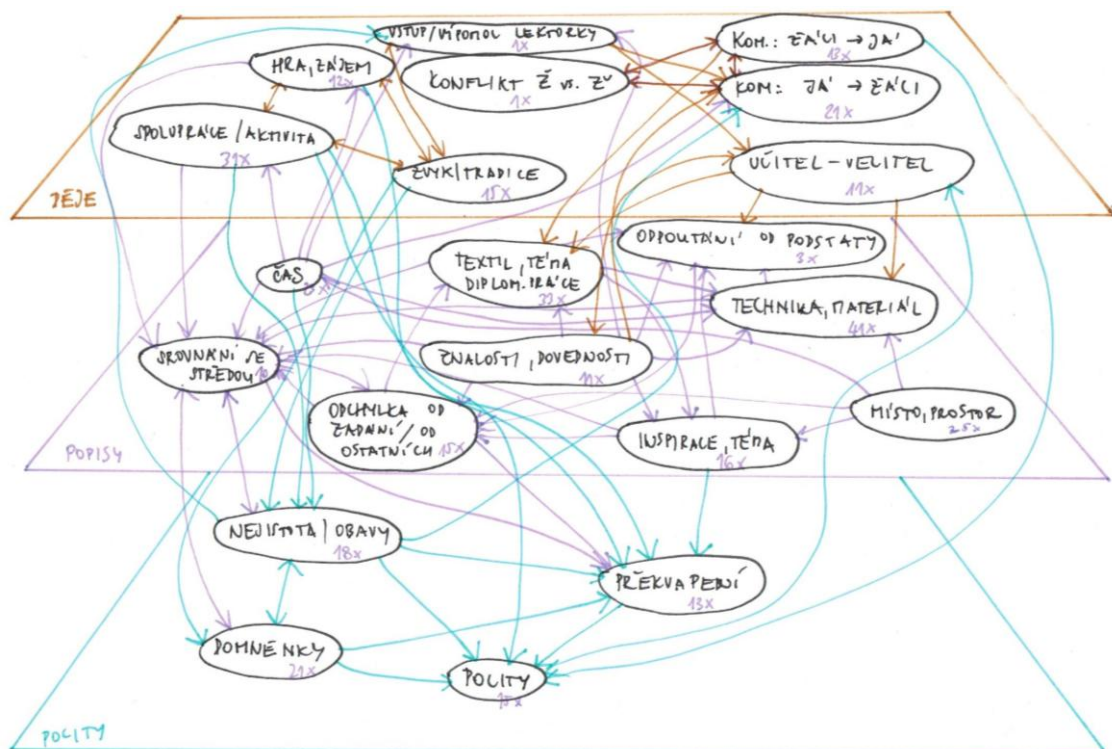 VSTUP/VÝPOMOC LEKTORKY
1x
KOM.: ŽÁCI → JÁ
13x
HRA, ZÁJEM
12x
KONFLIKT Ž vs. ZŠ
1x
KOM: JÁ → ŽÁCI
21x
SPOLUPRÁCE/AKTIVITA
31x
ZVYK/TRADICE
15x
UČITEL-VELITEL
11x
DĚJE
ODPOUTÁNÍ OD PODSTATY
3x
TEXTIL, TÉMA
DIPLOM. PRÁCE
ČAS
TECHNIKA, MATERIÁL
41x
SROVNÁNÍ SE
STŘEDOU
ZNALOSTI, DOVEDNOSTI
11x
ODCHYLKA OD
ZADÁNÍ/OD
OSTATNÍCH 15x
MÍSTO, PROSTOR
25x
INSPIRACE, TÉMA
16x
POPISY
NEJISTOTA/OBAVY
18x
PŘEKVAPENÍ
13x
DOMNĚNKY
21x
POCITY
15x
POCITY